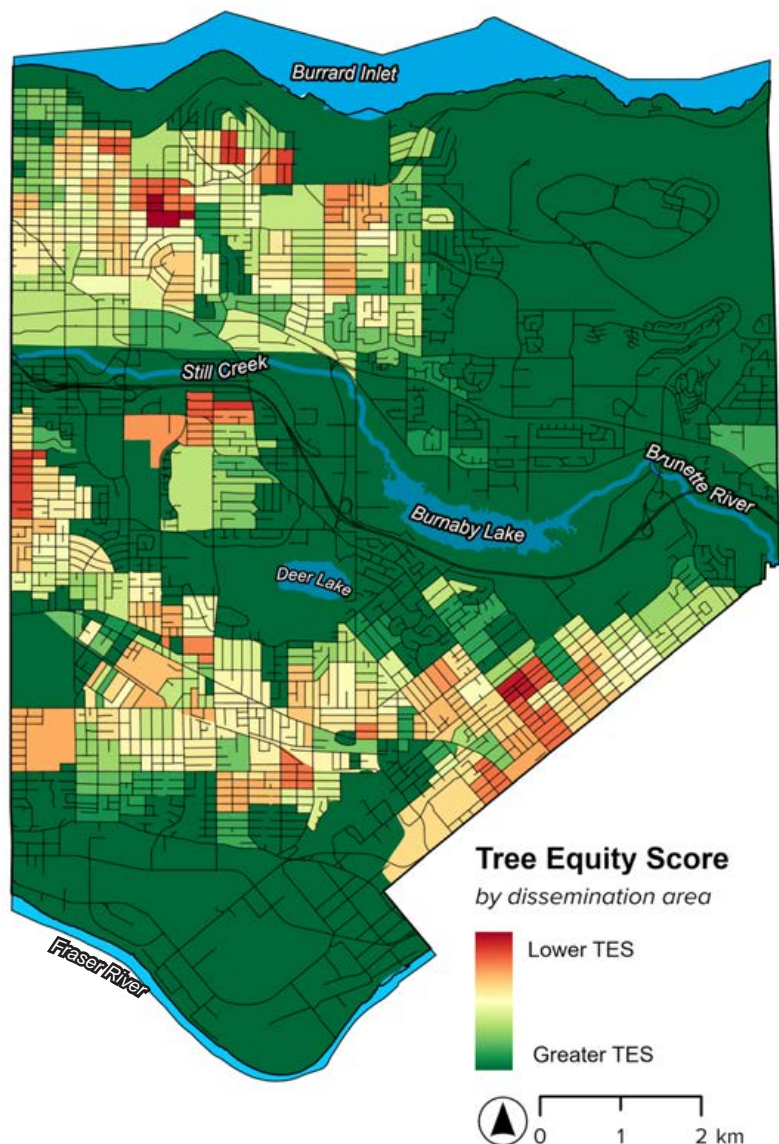 Burrard Inlet
Still Creek
Brunette River
Burnaby Lake
Deer Lake
Fraser River
Tree Equity Score
by dissemination area
Lower TES
Greater TES
0 1 2 km